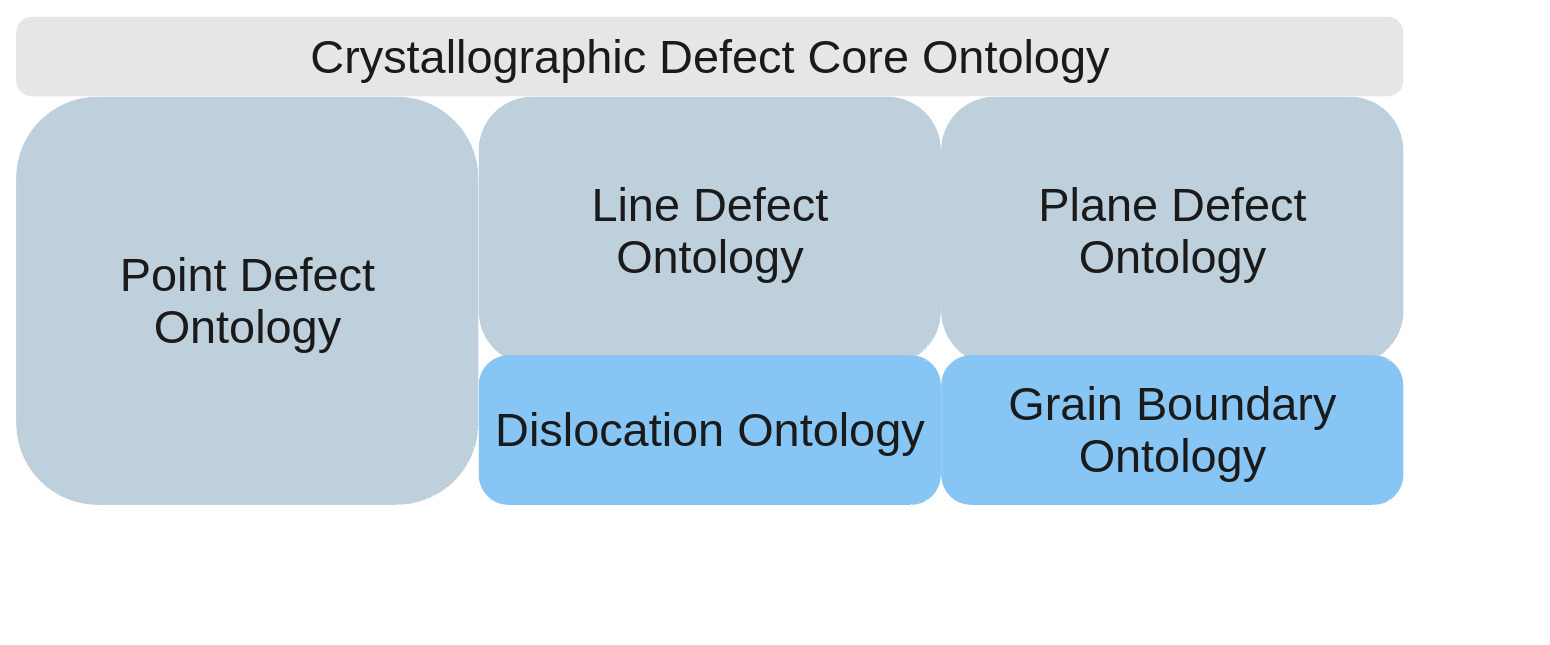 Crystallographic Defect Core Ontology
Point Defect
Ontology
Line Defect
Ontology
Plane Defect
Ontology
Dislocation Ontology
Grain Boundary
Ontology